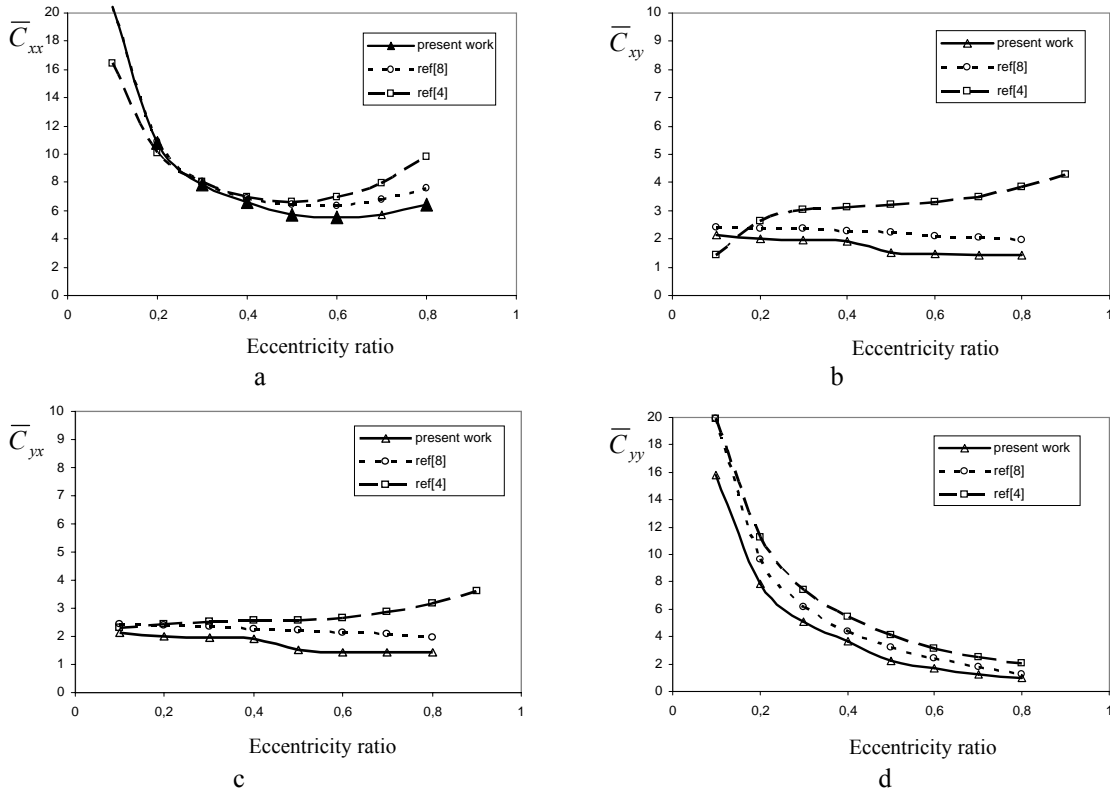 C̅xx
20
18
16
14
12
10
8
6
4
2
0
0 0,2 0,4 0,6 0,8 1
present work
ref[8]
ref[4]
Eccentricity ratio
a
C̅xy
10
9
8
7
6
5
4
3
2
1
0
0 0,2 0,4 0,6 0,8 1
present work
ref[8]
ref[4]
Eccentricity ratio
b
C̅yx
10
9
8
7
6
5
4
3
2
1
0
0 0,2 0,4 0,6 0,8 1
present work
ref[8]
ref[4]
Eccentricity ratio
c
C̅yy
20
18
16
14
12
10
8
6
4
2
0
0 0,2 0,4 0,6 0,8 1
present work
ref[8]
ref[4]
Eccentricity ratio
d